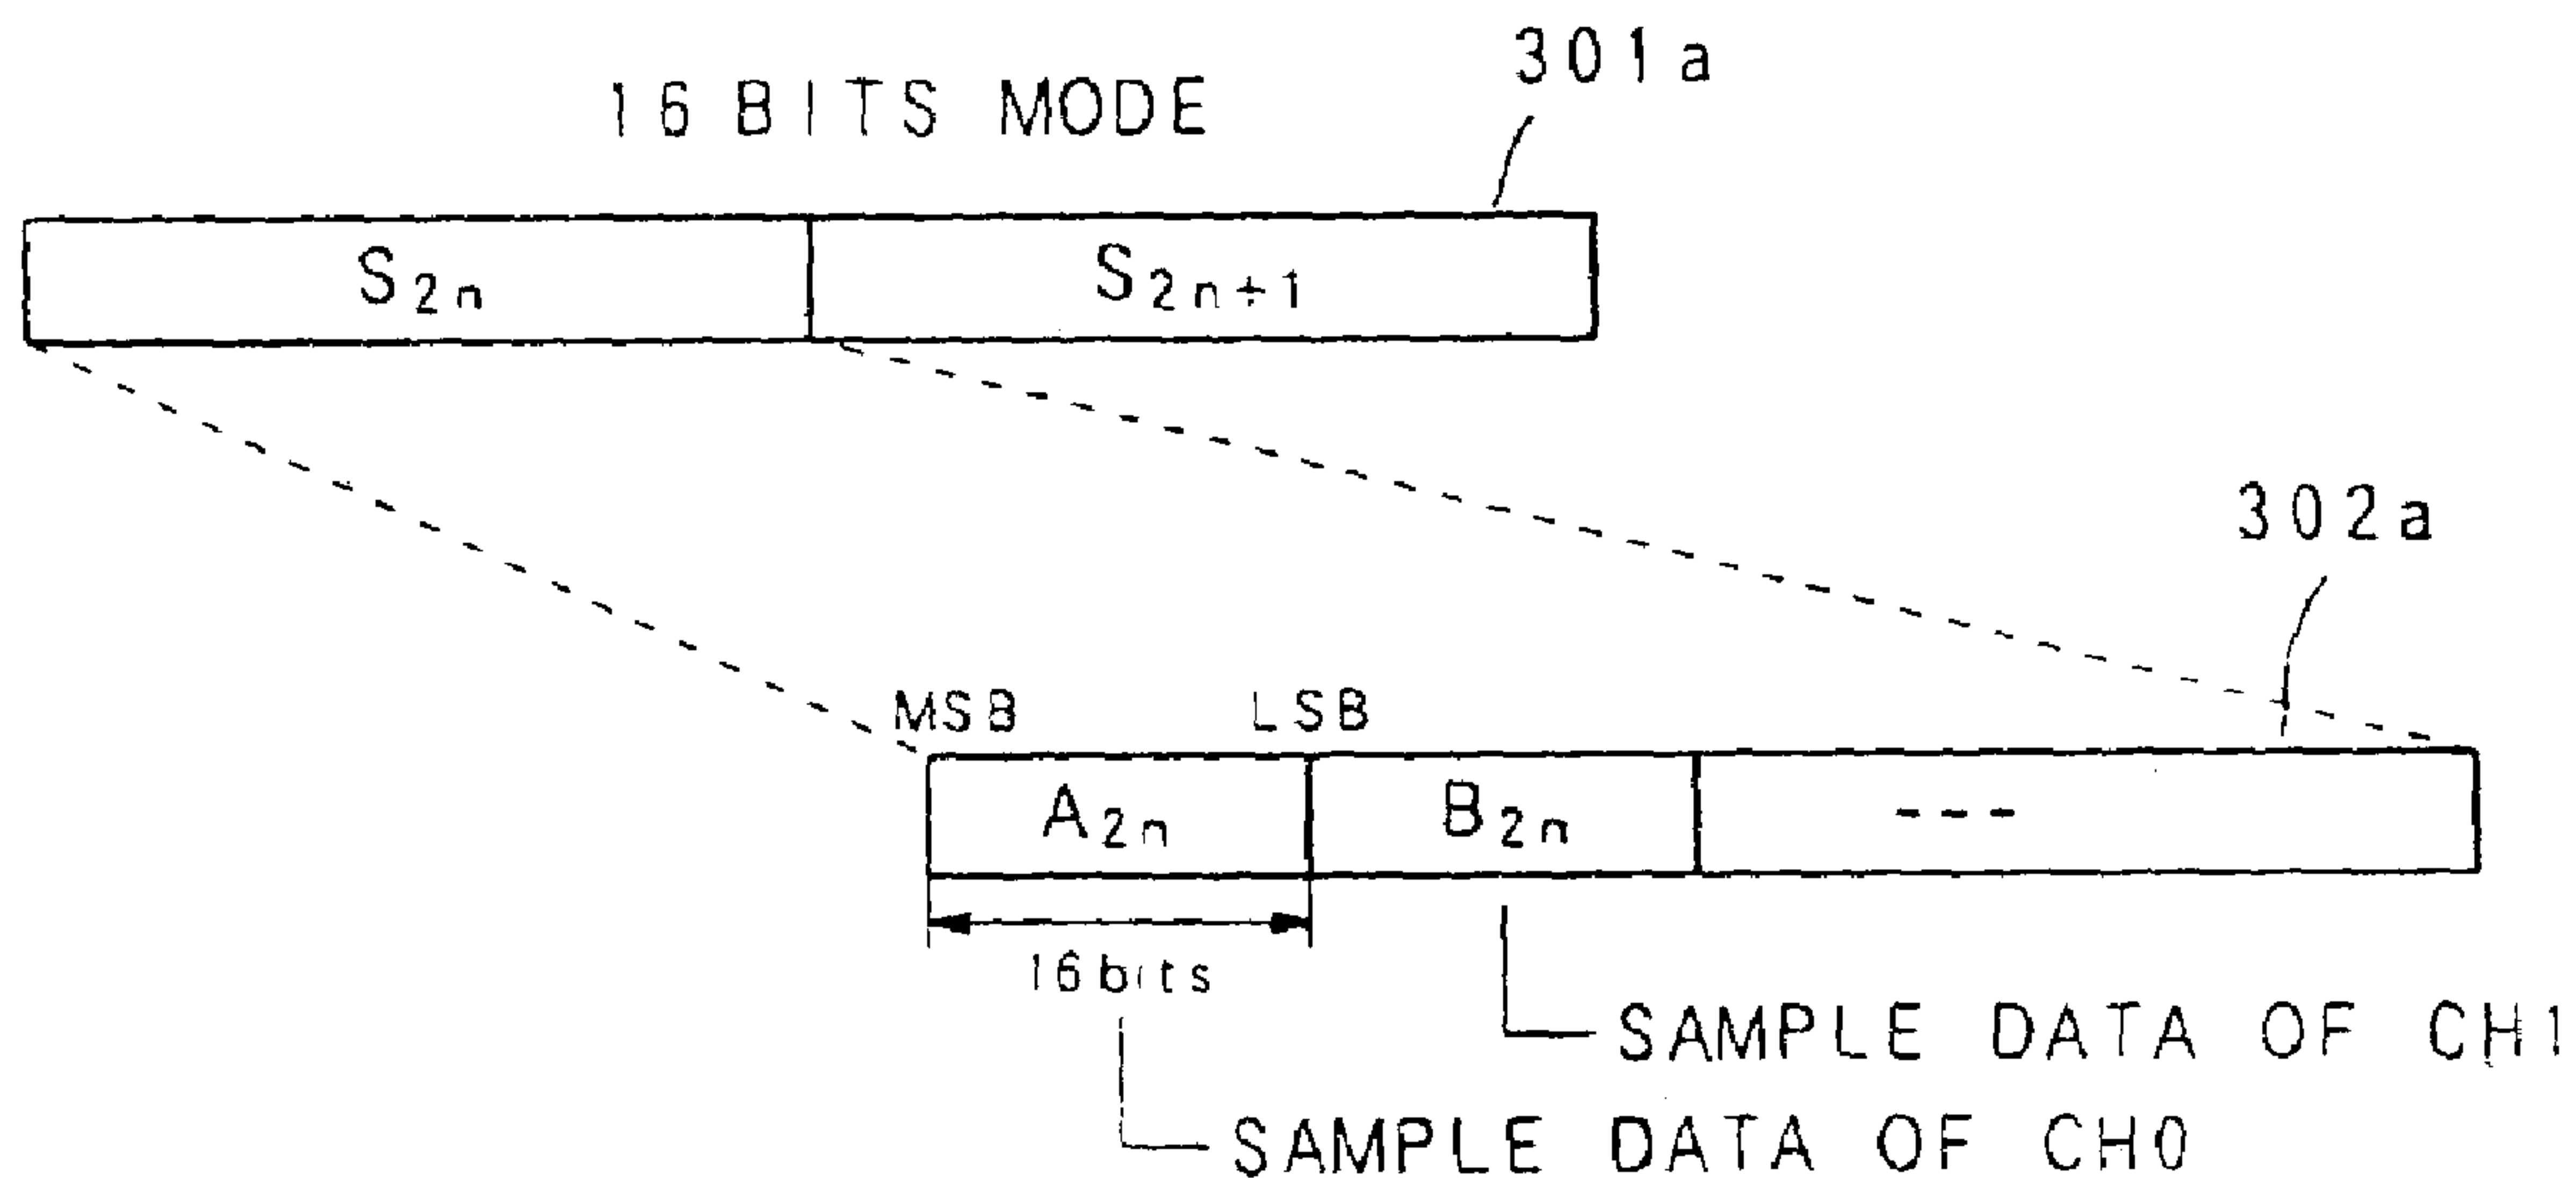 301a
16 BITS MODE
S2n S2n+1
302a
MSB LSB
A2n B2n ---
16bits
SAMPLE DATA OF CH1
SAMPLE DATA OF CH0